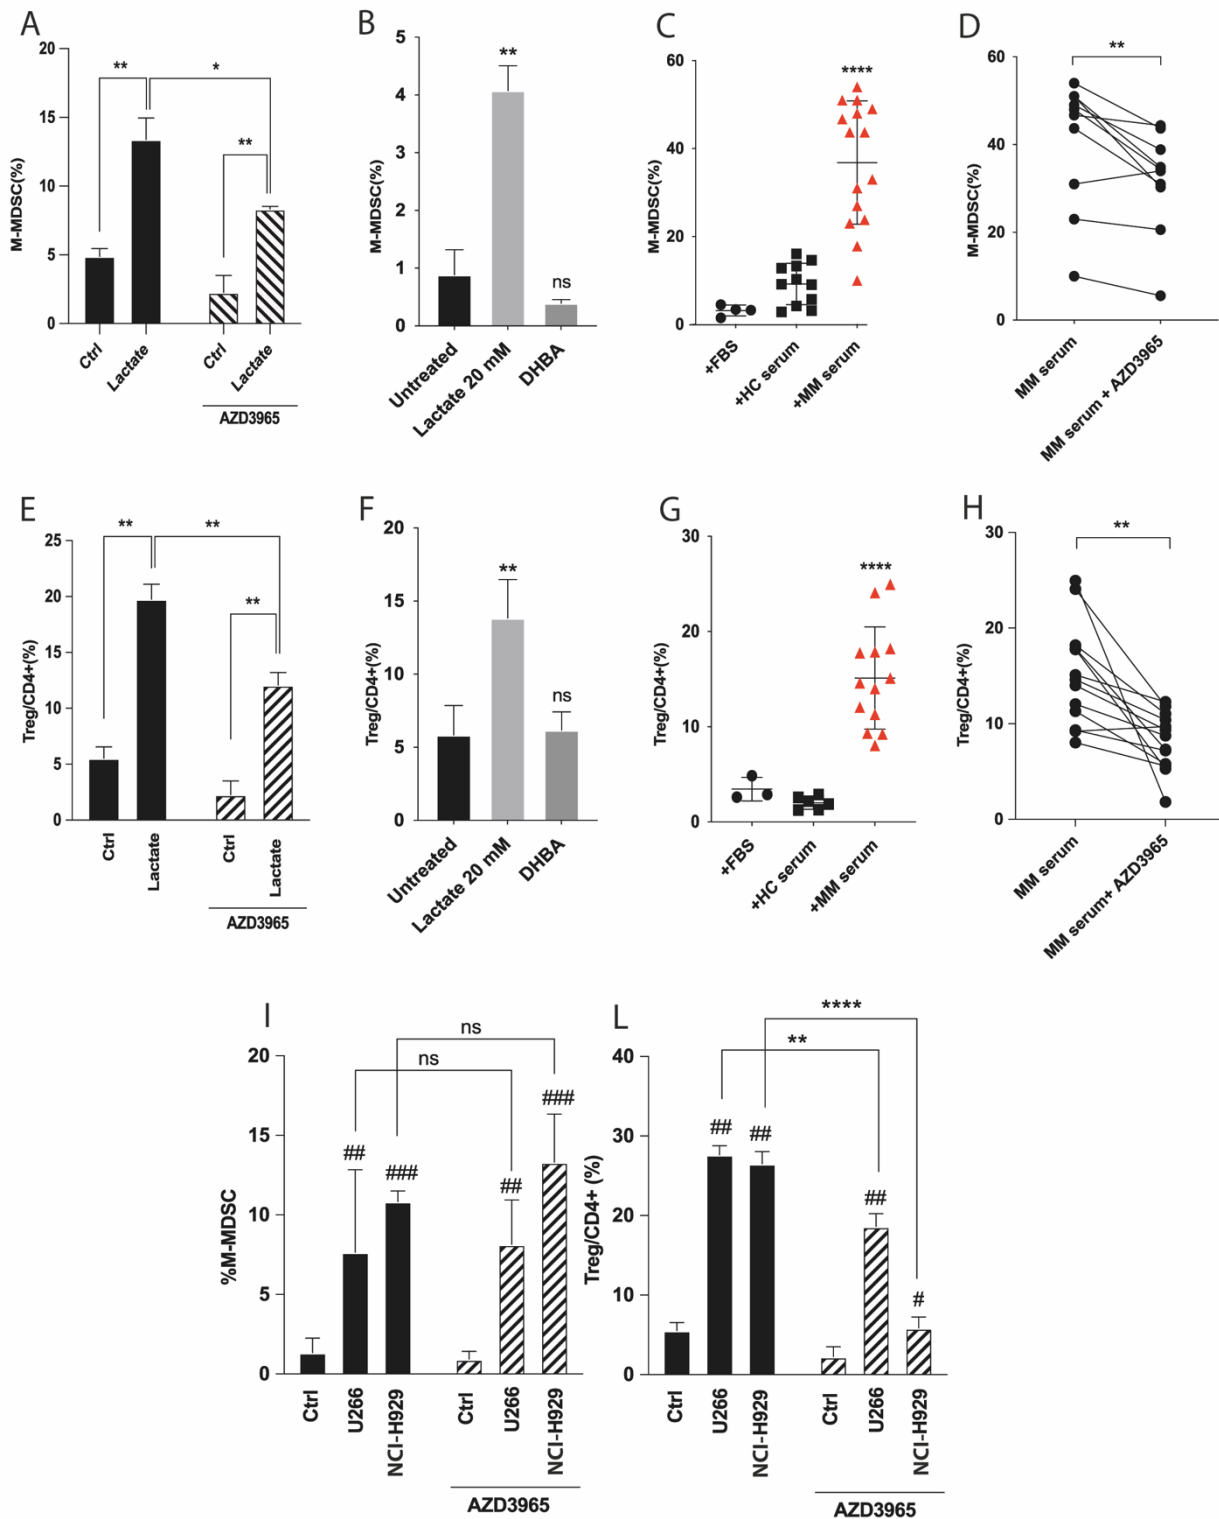 A
M-MDSC(%)
20
15
10
5
0
**
*
**
Ctrl
Lactate
Ctrl
Lactate
AZD3965
B
M-MDSC(%)
5
4
3
2
1
0
**
ns
Untreated
Lactate 20 mM
DHBA
C
M-MDSC(%)
60
40
20
0
****
+FBS
+HC serum
+MM serum
D
M-MDSC(%)
60
40
20
0
**
MM serum
MM serum + AZD3965
E
Treg/CD4+(%)
25
20
15
10
5
0
**
**
**
Ctrl
Lactate
Ctrl
Lactate
AZD3965
F
Treg/CD4+(%)
20
15
10
5
0
**
ns
Untreated
Lactate 20 mM
DHBA
G
Treg/CD4+(%)
30
20
10
0
****
+FBS
+HC serum
+MM serum
H
Treg/CD4+(%)
30
20
10
0
**
MM serum
MM serum+ AZD3965
I
%M-MDSC
20
15
10
5
0
ns
ns
##
###
##
###
Ctrl
U266
NCI-H929
Ctrl
U266
NCI-H929
AZD3965
L
Treg/CD4+ (%)
40
30
20
10
0
****
**
##
##
##
#
Ctrl
U266
NCI-H929
Ctrl
U266
NCI-H929
AZD3965